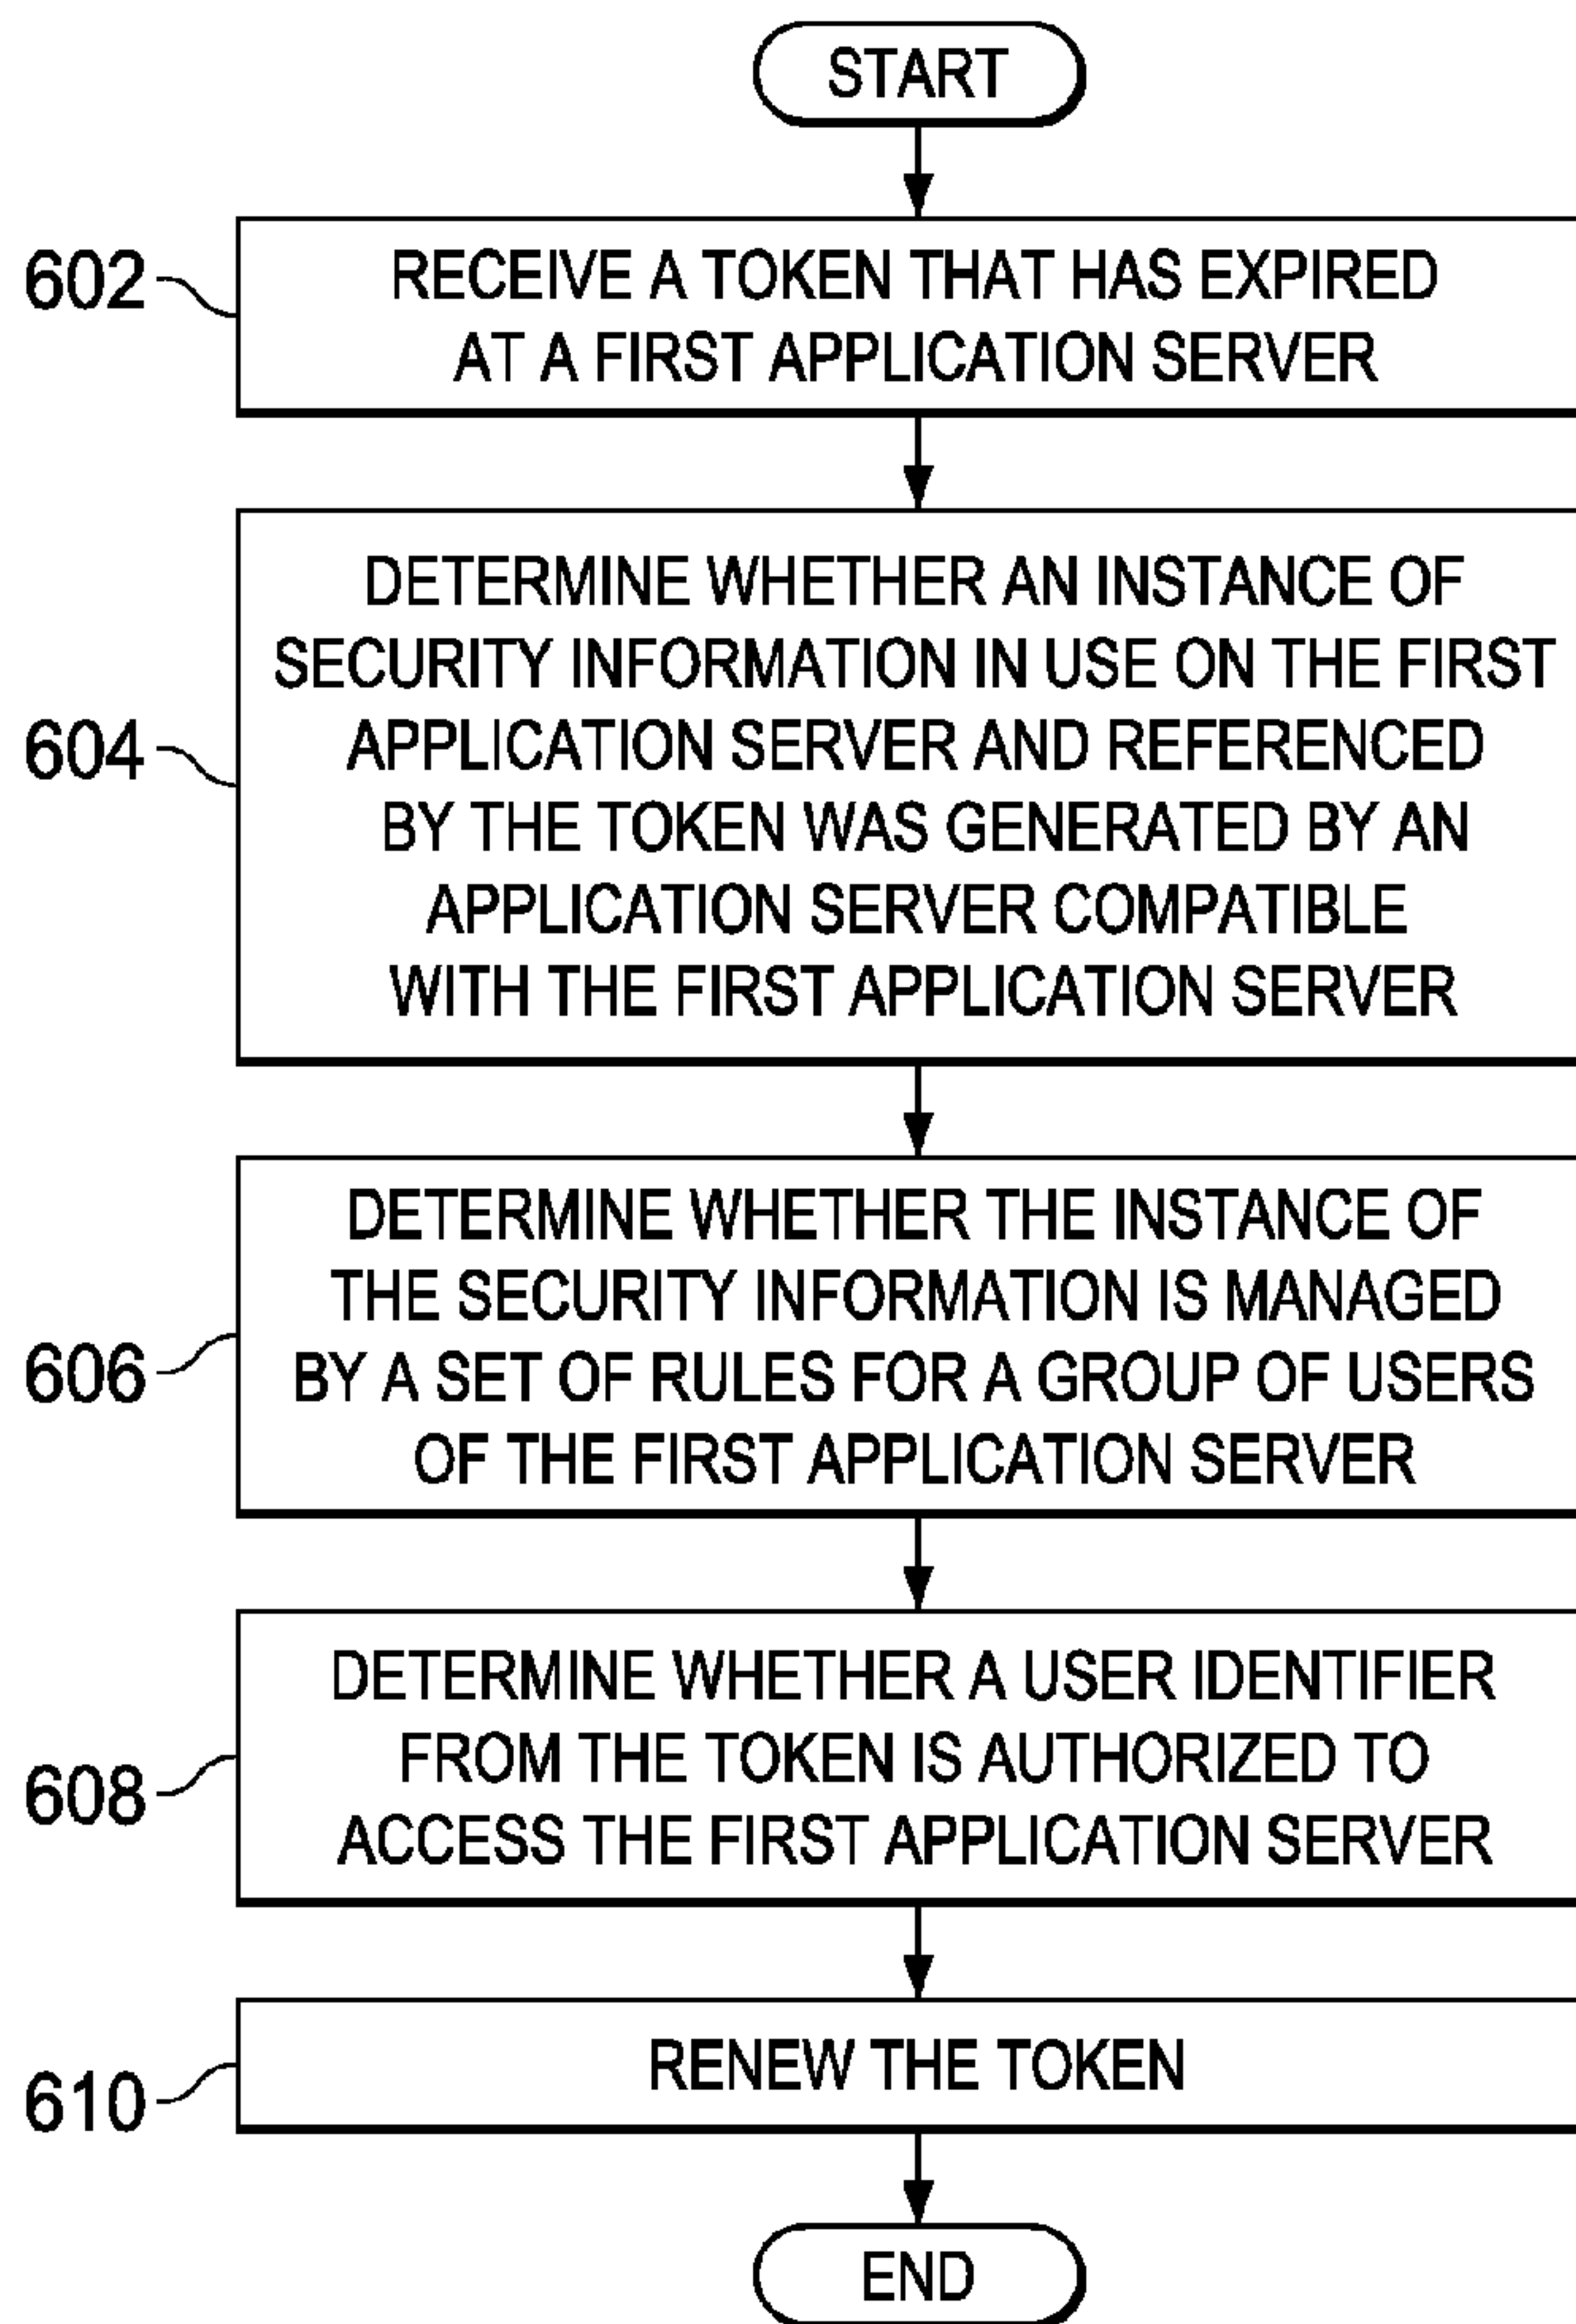 START
602
RECEIVE A TOKEN THAT HAS EXPIRED
AT A FIRST APPLICATION SERVER
604
DETERMINE WHETHER AN INSTANCE OF
SECURITY INFORMATION IN USE ON THE FIRST
APPLICATION SERVER AND REFERENCED
BY THE TOKEN WAS GENERATED BY AN
APPLICATION SERVER COMPATIBLE
WITH THE FIRST APPLICATION SERVER
606
DETERMINE WHETHER THE INSTANCE OF
THE SECURITY INFORMATION IS MANAGED
BY A SET OF RULES FOR A GROUP OF USERS
OF THE FIRST APPLICATION SERVER
608
DETERMINE WHETHER A USER IDENTIFIER
FROM THE TOKEN IS AUTHORIZED TO
ACCESS THE FIRST APPLICATION SERVER
610
RENEW THE TOKEN
END